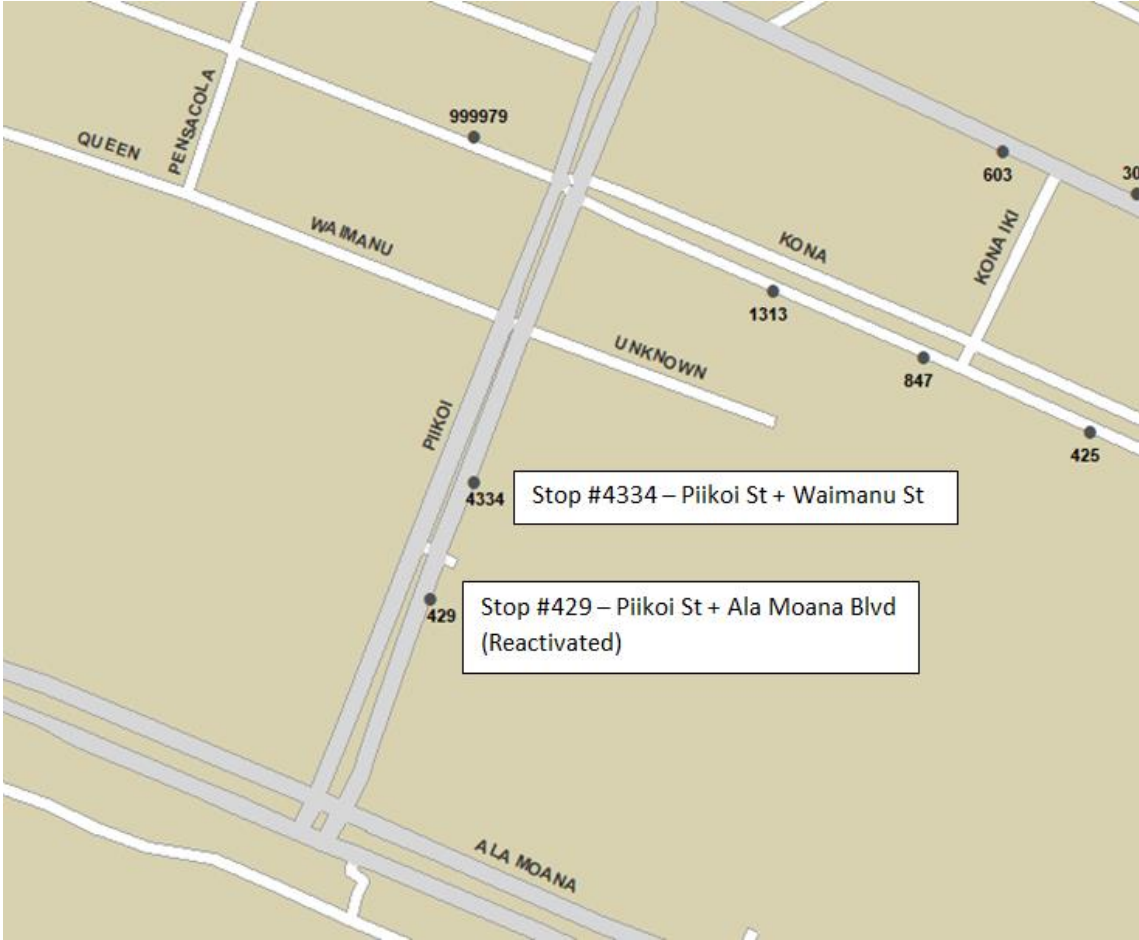 PENSACOLA
999979
QUEEN
603
30
WAIMANU
KONA
KONA IKI
1313
UNKNOWN
847
PIIKOI
425
4334
Stop #4334 – Piikoi St + Waimanu St
429
Stop #429 – Piikoi St + Ala Moana Blvd
(Reactivated)
ALA MOANA